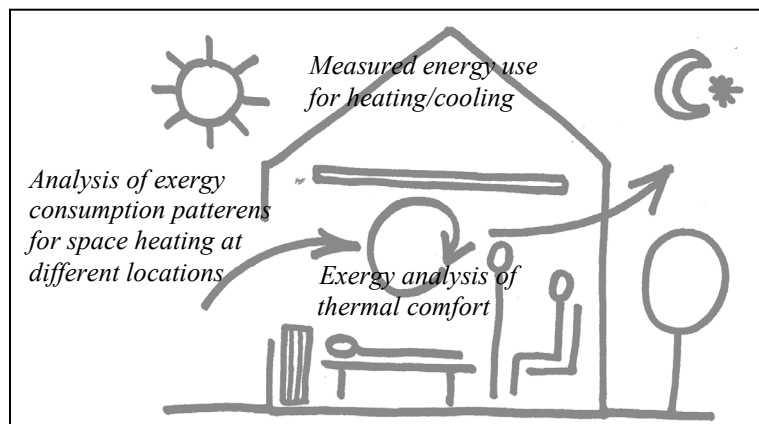 Measured energy use
for heating/cooling
Analysis of exergy
consumption patterens
for space heating at
different locations
Exergy analysis of
thermal comfort